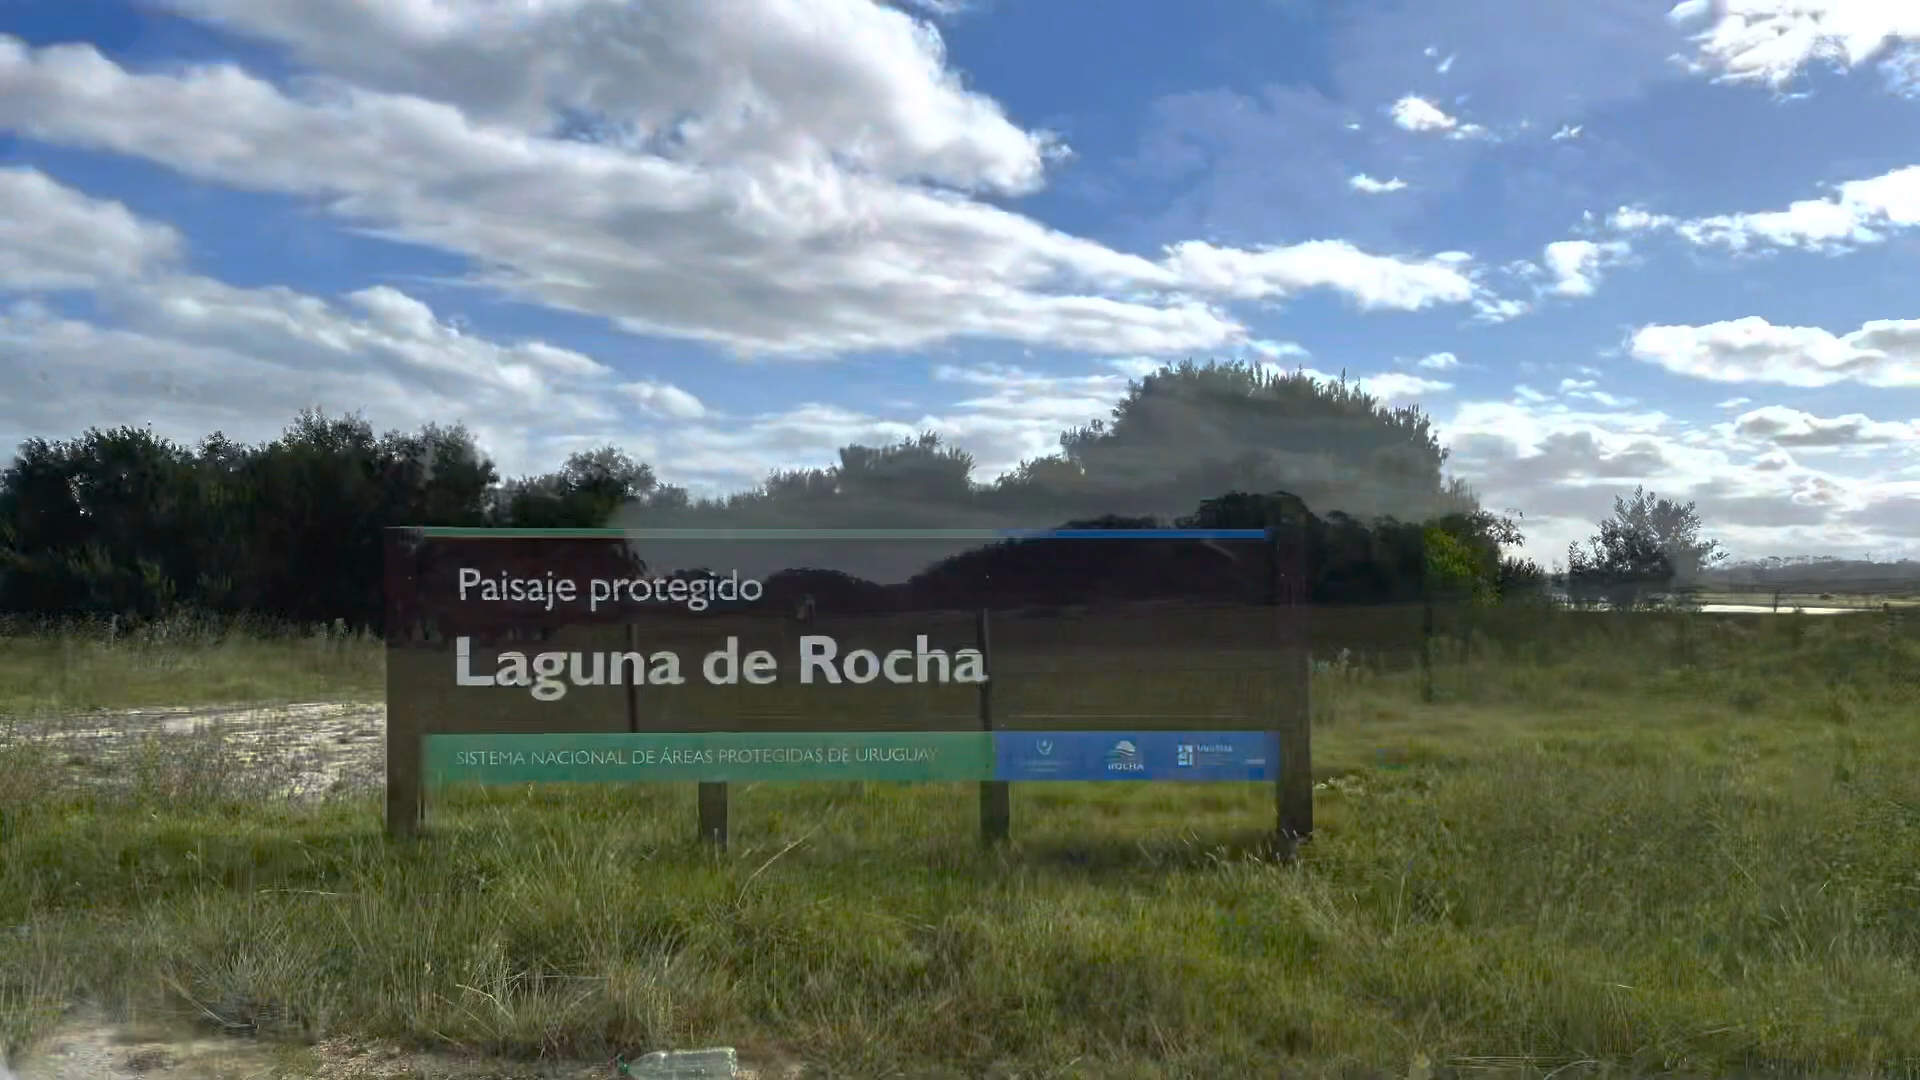 Paisaje protegido
Laguna de Rocha
SISTEMA NACIONAL DE ÁREAS PROTEGIDAS DE URUGUAY
ROCHA